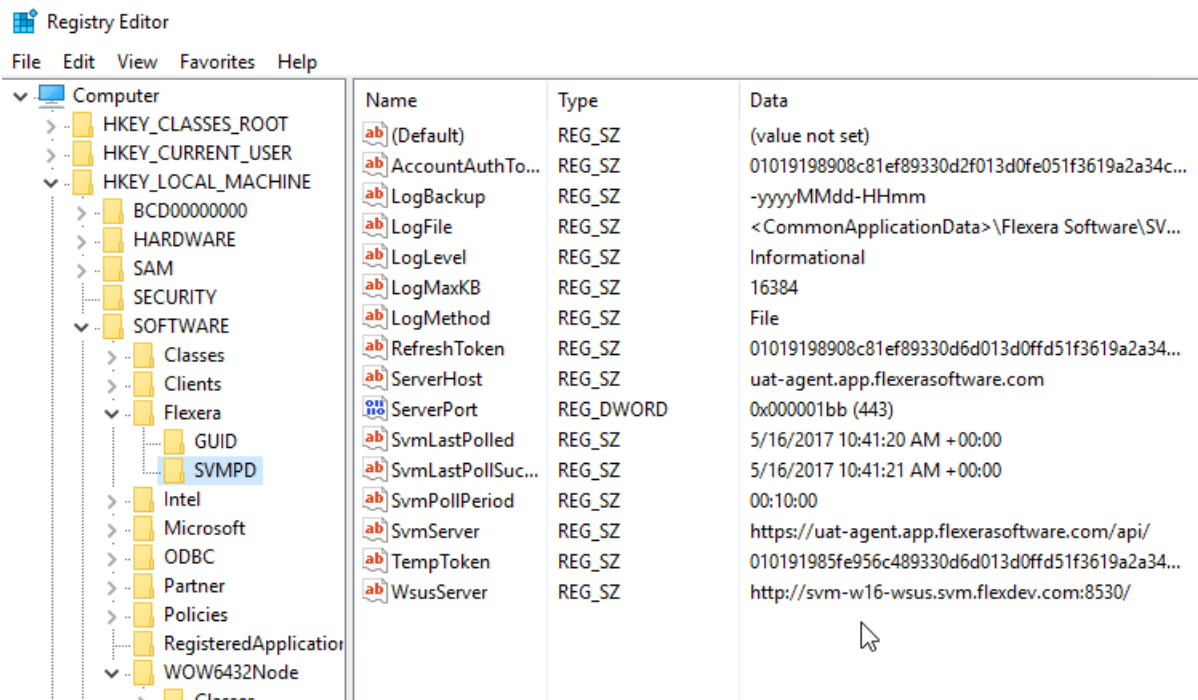 Registry Editor
File Edit View Favorites Help
Computer
HKEY_CLASSES_ROOT
HKEY_CURRENT_USER
HKEY_LOCAL_MACHINE
BCD00000000
HARDWARE
SAM
SECURITY
SOFTWARE
Classes
Clients
Flexera
GUID
SVMPD
Intel
Microsoft
ODBC
Partner
Policies
RegisteredApplication
WOW6432Node
Classes
Name Type Data
(Default) REG_SZ (value not set)
AccountAuthTo... REG_SZ 01019198908c81ef89330d2f013d0fe051f3619a2a34c...
LogBackup REG_SZ -yyyyMMdd-HHmm
LogFile REG_SZ <CommonApplicationData>\Flexera Software\SV...
LogLevel REG_SZ Informational
LogMaxKB REG_SZ 16384
LogMethod REG_SZ File
RefreshToken REG_SZ 01019198908c81ef89330d6d013d0ffd51f3619a2a34...
ServerHost REG_SZ uat-agent.app.flexerasoftware.com
ServerPort REG_DWORD 0x000001bb (443)
SvmLastPolled REG_SZ 5/16/2017 10:41:20 AM +00:00
SvmLastPollSuc... REG_SZ 5/16/2017 10:41:21 AM +00:00
SvmPollPeriod REG_SZ 00:10:00
SvmServer REG_SZ https://uat-agent.app.flexerasoftware.com/api/
TempToken REG_SZ 010191985fe956c489330d6d013d0ffd51f3619a2a34...
WsusServer REG_SZ http://svm-w16-wsus.svm.flexdev.com:8530/